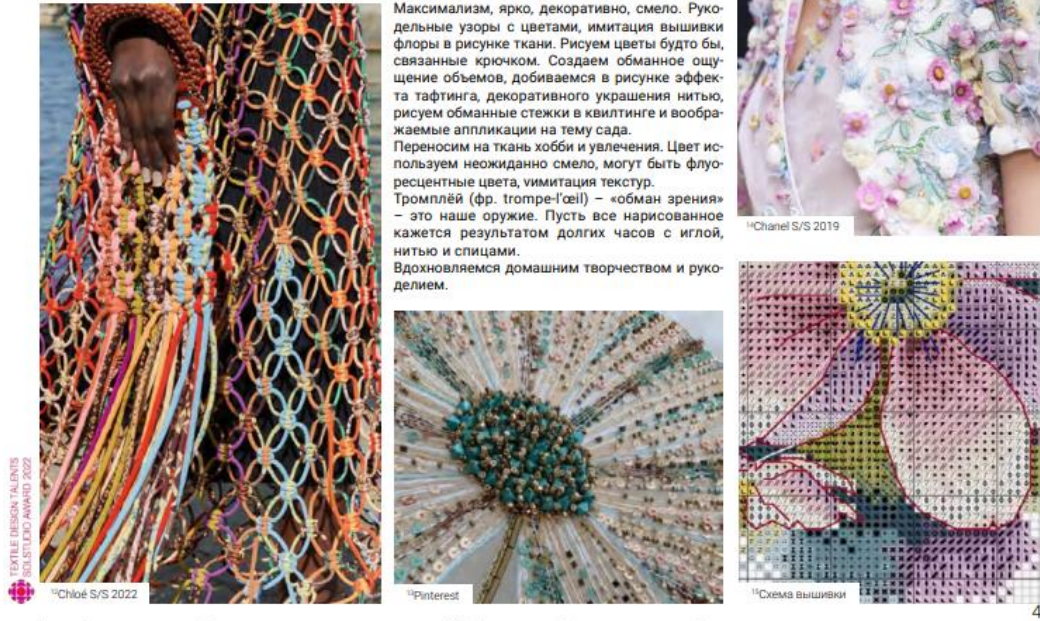 Максимализм, ярко, декоративно, смело. Руко-
дельные узоры с цветами, имитация вышивки
флоры в рисунке ткани. Рисуем цветы будто бы,
связанные крючком. Создаем обманное ощу-
щение объемов, добиваемся в рисунке эффек-
та тафтинга, декоративного украшения нитью,
рисуем обманные стежки в квилтинге и вообра-
жаемые аппликации на тему сада.
Переносим на ткань хобби и увлечения. Цвет ис-
пользуем неожиданно смело, могут быть флуо-
ресцентные цвета, vимитация текстур.
Тромплёй (фр. trompe-l'œil) – «обман зрения»
– это наше оружие. Пусть все нарисованное
кажется результатом долгих часов с иглой,
нитью и спицами.
Вдохновляемся домашним творчеством и руко-
делием.
14Chanel S/S 2019
TEXTILE DESIGN TALENTS
SOLSTUDIO AWARD 2022
12Chloé S/S 2022
13Pinterest
15Схема вышивки
4